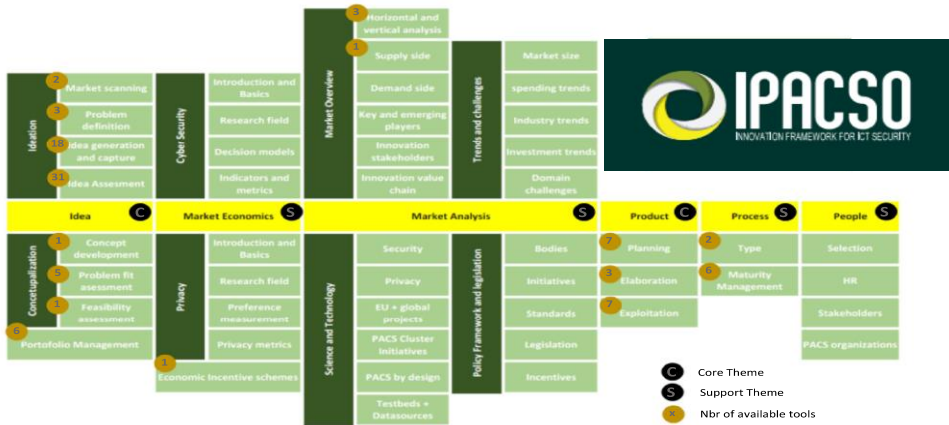 3
Horizontal and
vertical analysis
1
Supply side
Demand side
Key and emerging
players
Innovation
stakeholders
Innovation value
chain
Market Overview
Market size
spending trends
Industry trends
Investment trends
Domain
challenges
Trends and challenges
2
Market scanning
3
Problem
definition
18
Idea generation
and capture
31
Idea Assesment
Ideation
Introduction and
Basics
Research field
Decision models
Indicators and
metrics
Cyber Security
IPACSO
INNOVATION FRAMEWORK FOR ICT SECURITY
Idea C
Market Economics S
Market Analysis S
Product C
Process S
People S
Concetupalization
1
Concept
development
5
Problem fit
asessment
1
Feasibility
assessment
6
Portofolio Management
Privacy
Introduction and
Basics
Research field
Preference
measurement
Privacy metrics
1
Economic Incentive schemes
Science and Technology
Security
Privacy
EU + global
projects
PACS Cluster
Initiatives
PACS by design
Testbeds +
Datasources
Policy Framework and legislation
Bodies
Initiatives
Standards
Legislation
Incentives
7
Planning
3
Elaboration
7
Exploitation
2
Type
6
Maturity
Management
Selection
HR
Stakeholders
PACS organizations
C Core Theme
S Support Theme
x Nbr of available tools